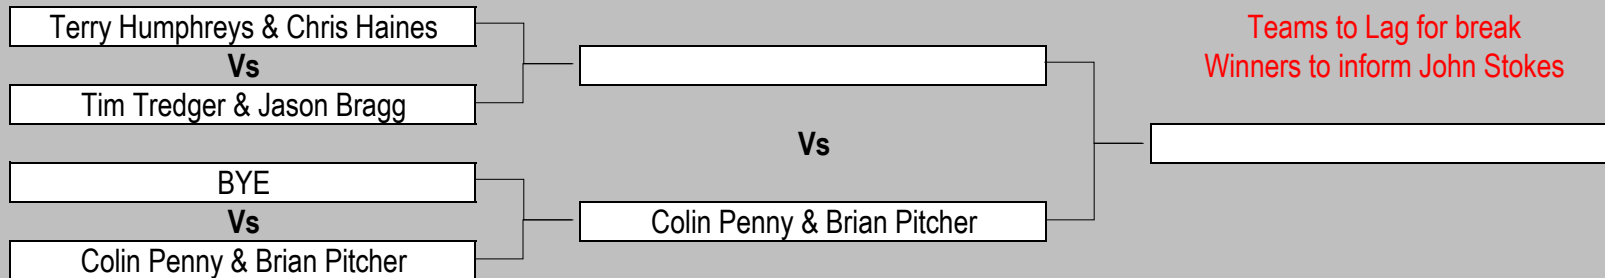 Terry Humphreys & Chris Haines
Vs
Tim Tredger & Jason Bragg
BYE
Vs
Colin Penny & Brian Pitcher
Vs
Colin Penny & Brian Pitcher
Teams to Lag for break
Winners to inform John Stokes